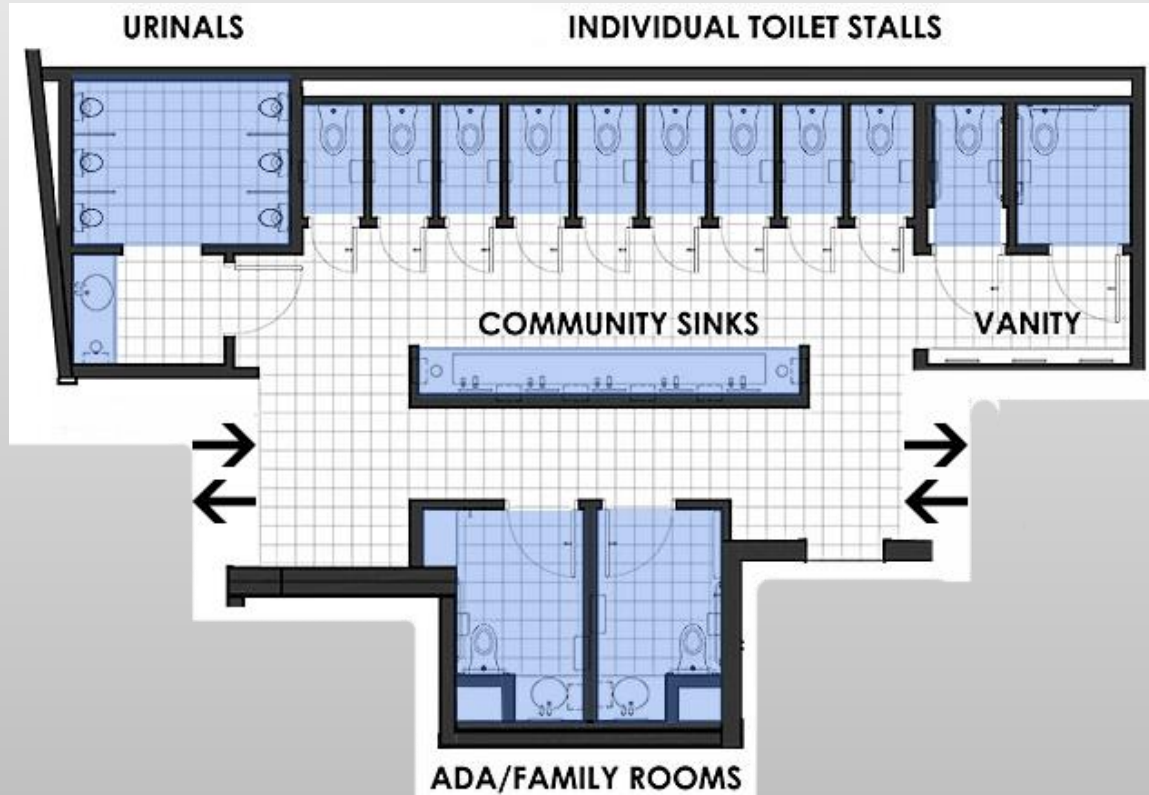 URINALS
INDIVIDUAL TOILET STALLS
COMMUNITY SINKS
VANITY
ADA/FAMILY ROOMS